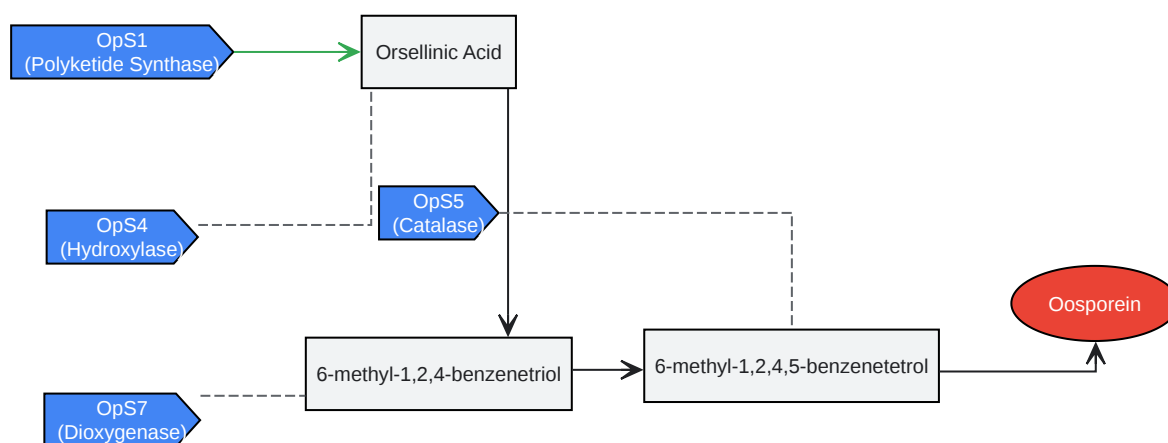 OpS1
(Polyketide Synthase)
Orsellinic Acid
OpS4
(Hydroxylase)
OpS5
(Catalase)
Oosporein
6-methyl-1,2,4-benzenetriol
6-methyl-1,2,4,5-benzenetetrol
OpS7
(Dioxygenase)